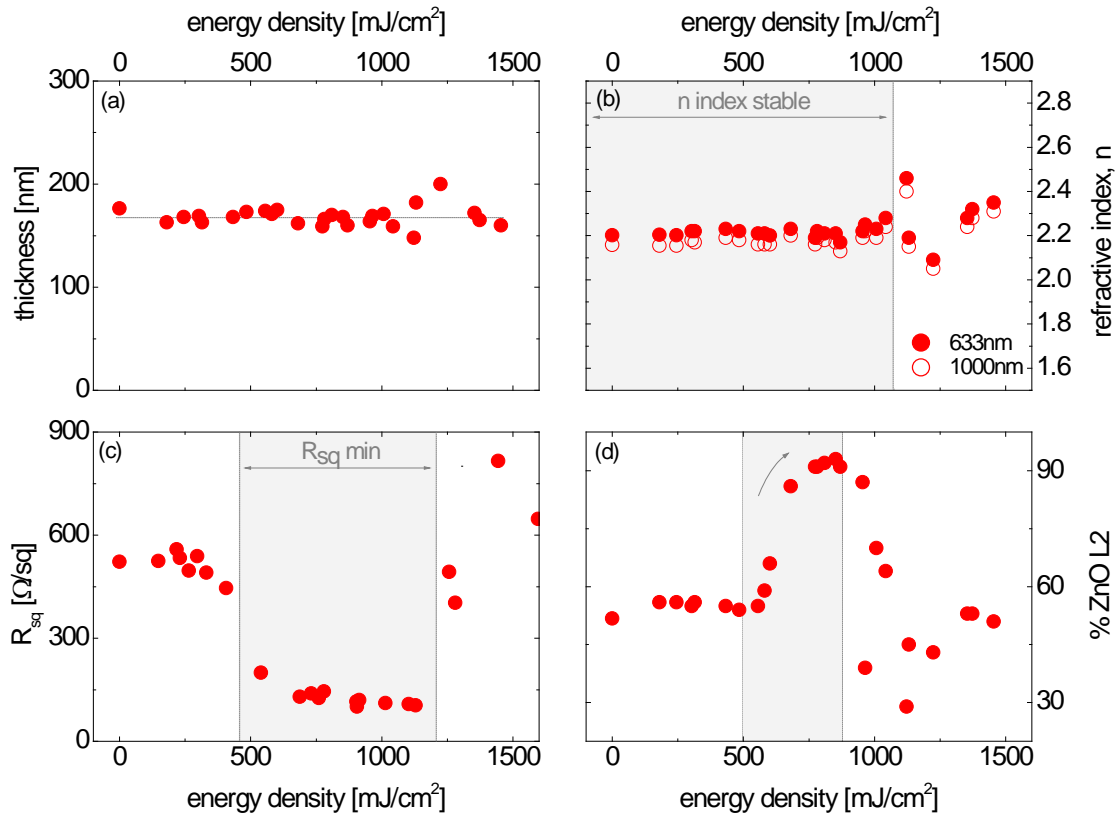 energy density [mJ/cm²] energy density [mJ/cm²]
0 500 1000 1500 0 500 1000 1500
300
200
100
0
thickness [nm]
(a)
(b)
n index stable
633nm
1000nm
2.8
2.6
2.4
2.2
2.0
1.8
1.6
refractive index, n
900
600
300
0
R_sq [Ω/sq]
(c)
R_sq min
(d)
90
60
30
% ZnO L2
0 500 1000 1500 0 500 1000 1500
energy density [mJ/cm²] energy density [mJ/cm²]